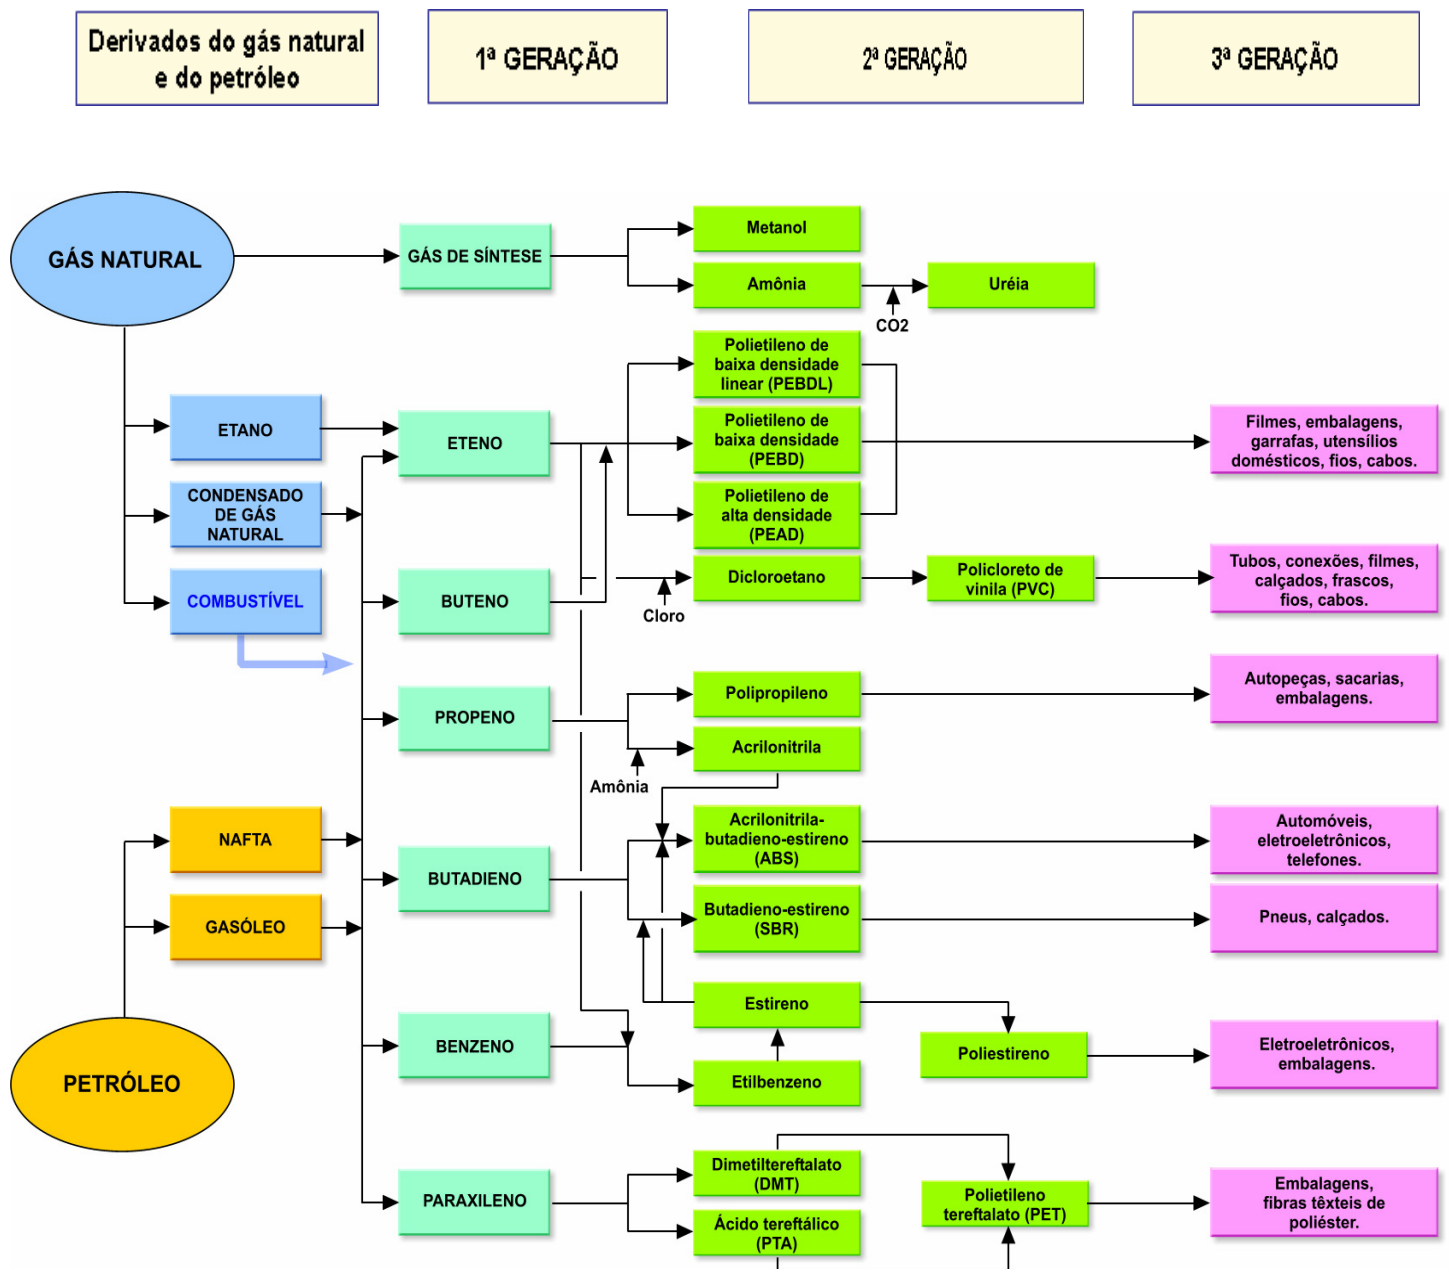 Derivados do gás natural
e do petróleo
1ª GERAÇÃO
2ª GERAÇÃO
3ª GERAÇÃO
GÁS NATURAL
GÁS DE SÍNTESE
Metanol
Amônia
Uréia
CO2
Polietileno de
baixa densidade
linear (PEBDL)
ETANO
ETENO
Polietileno de
baixa densidade
(PEBD)
Filmes, embalagens,
garrafas, utensílios
domésticos, fios, cabos.
CONDENSADO
DE GÁS
NATURAL
Polietileno de
alta densidade
(PEAD)
COMBUSTÍVEL
BUTENO
Cloro
Dicloroetano
Policloreto de
vinila (PVC)
Tubos, conexões, filmes,
calçados, frascos,
fios, cabos.
PROPENO
Polipropileno
Autopeças, sacarias,
embalagens.
Acrilonitrila
Amônia
NAFTA
Acrilonitrila-
butadieno-estireno
(ABS)
Automóveis,
eletroeletrônicos,
telefones.
BUTADIENO
GASÓLEO
Butadieno-estireno
(SBR)
Pneus, calçados.
Estireno
BENZENO
Poliestireno
Eletroeletrônicos,
embalagens.
PETRÓLEO
Etilbenzeno
Dimetiltereftalato
(DMT)
PARAXILENO
Polietileno
tereftalato (PET)
Embalagens,
fibras têxteis de
poliéster.
Ácido tereftálico
(PTA)